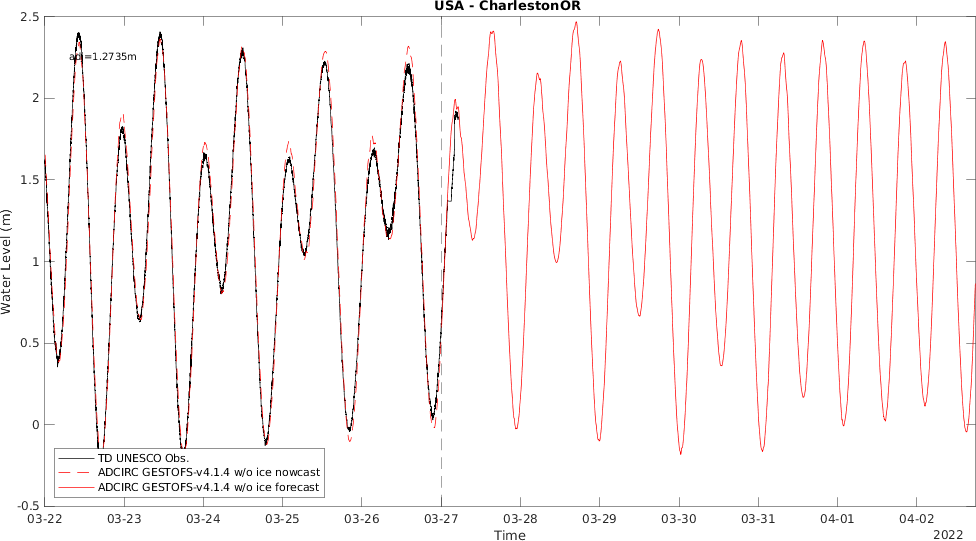 USA - CharlestonOR
2.5
adj=1.2735m
2
1.5
1
0.5
0
-0.5
Water Level (m)
TD UNESCO Obs.
ADCIRC GESTOFS-v4.1.4 w/o ice nowcast
ADCIRC GESTOFS-v4.1.4 w/o ice forecast
03-22 03-23 03-24 03-25 03-26 03-27 03-28 03-29 03-30 03-31 04-01 04-02
Time
2022